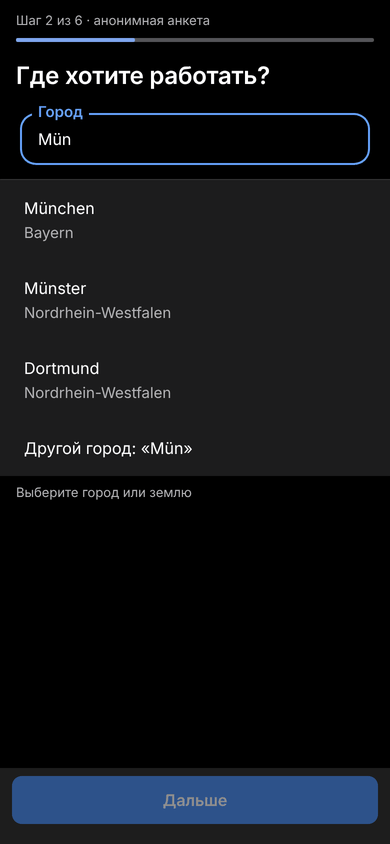 Шаг 2 из 6 · анонимная анкета
Где хотите работать?
Город
Mün
München
Bayern
Münster
Nordrhein-Westfalen
Dortmund
Nordrhein-Westfalen
Другой город: «Mün»
Выберите город или землю
Дальше